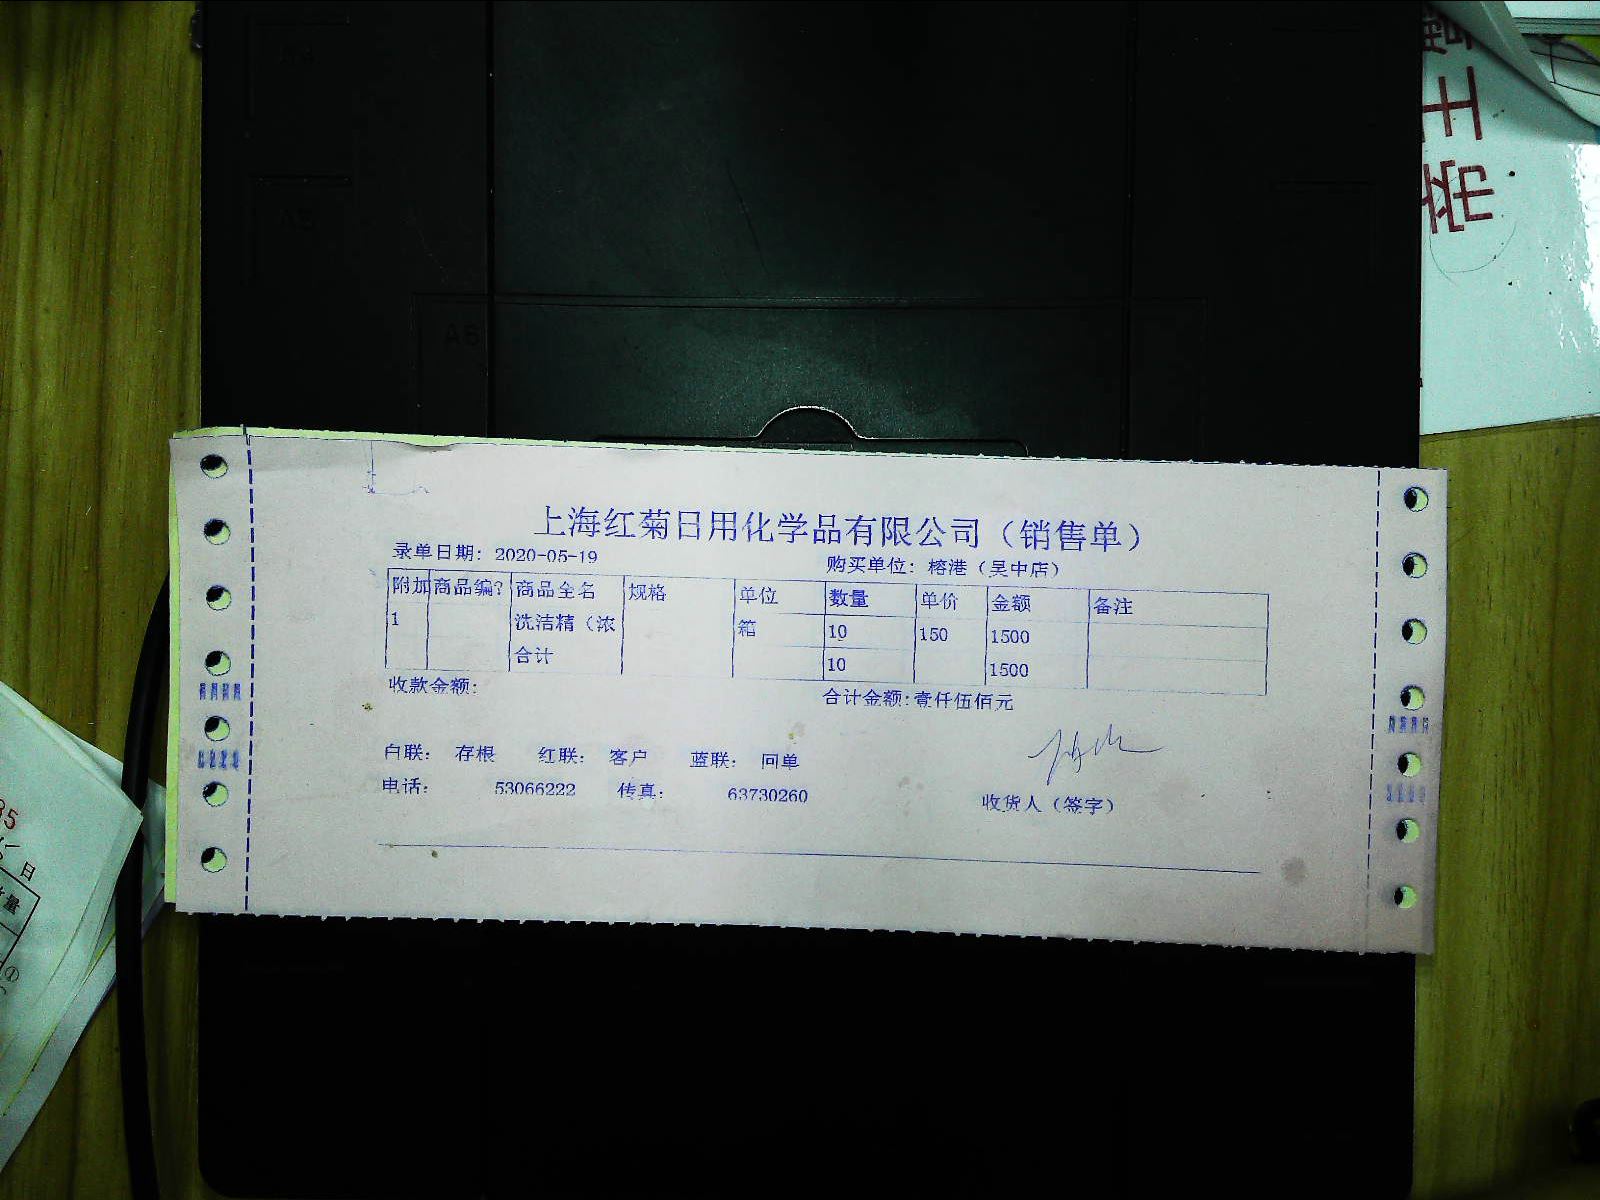 A6
帝王
上海红菊日用化学品有限公司（销售单）
录单日期： 2020-05-19 购买单位： 榕港（吴中店）
附加 商品编? 商品全名 规格 单位 数量 单价 金额 备注
1 洗洁精（浓 箱 10 150 1500
合计 10 1500
收款金额: 合计金额:壹仟伍佰元
白联： 存根 红联： 客户 蓝联： 回单
电话： 53066222 传真： 63730260 收货人（签字）
日
量